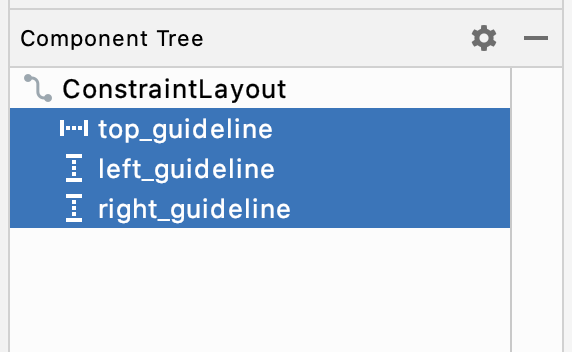 Component Tree
ConstraintLayout
top_guideline
left_guideline
right_guideline